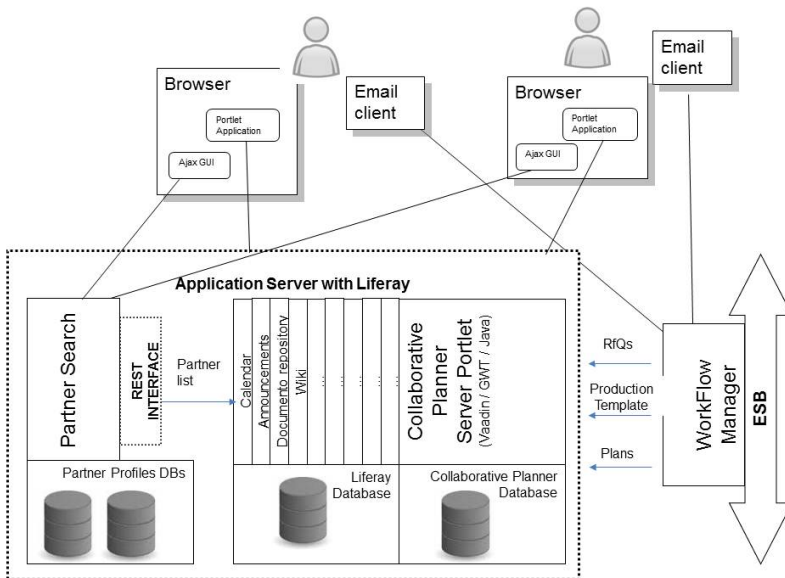 Browser
Portlet
Application
Ajax GUI
Email
client
Browser
Portlet
Application
Ajax GUI
Email
client
Application Server with Liferay
Partner Search
REST
INTERFACE
Partner
list
Calendar
Announcements
Documento repository
Wiki
...
...
...
...
...
Collaborative
Planner
Server Portlet
(Vaadin / GWT / Java)
RfQs
Production
Template
Plans
WorkFlow
Manager
ESB
Partner Profiles DBs
Liferay
Database
Collaborative Planner
Database